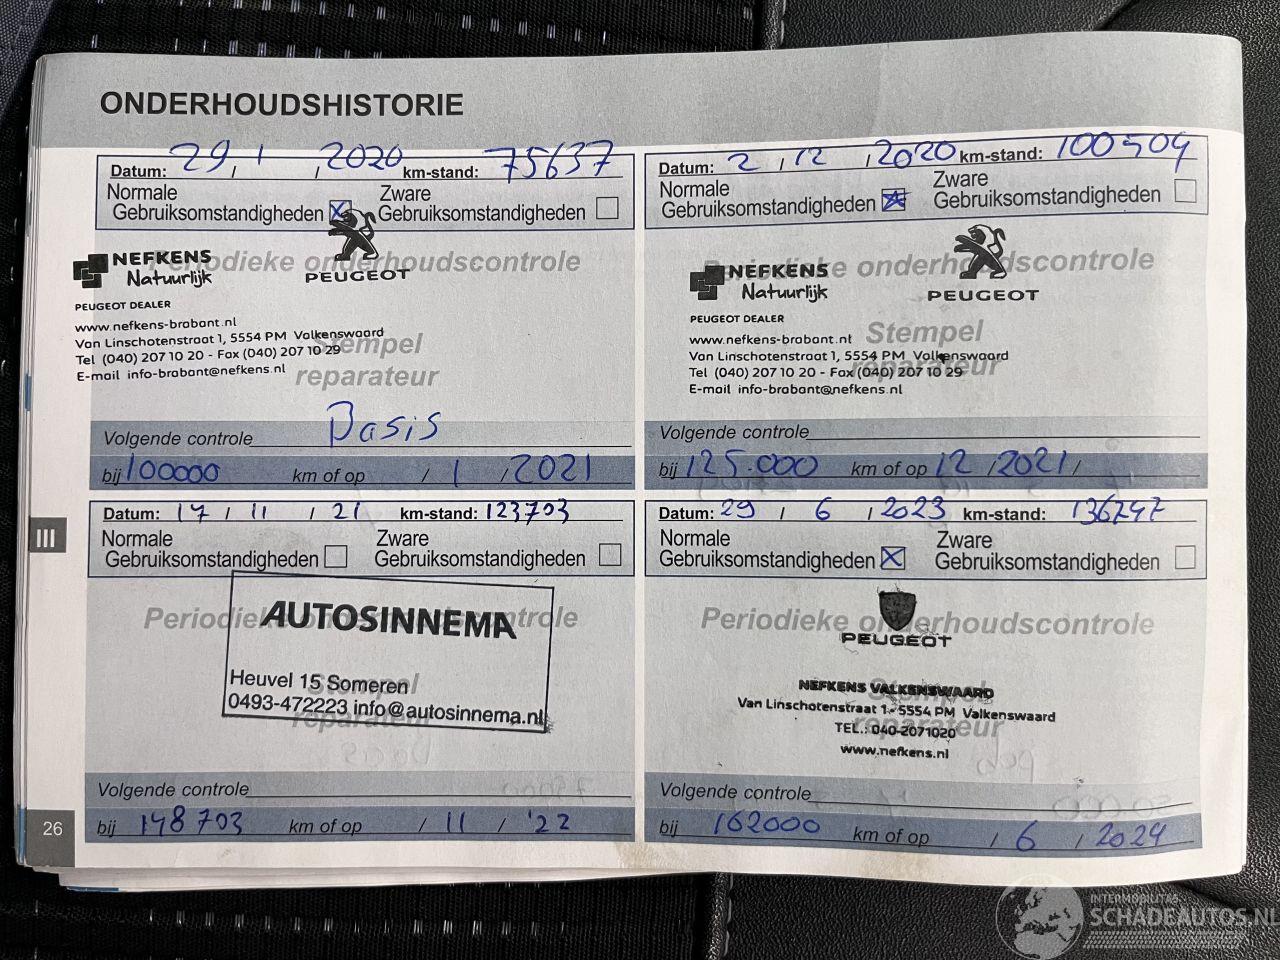 ONDERHOUDSHISTORIE
Datum: 29 / 1 / 2020 km-stand: 75637
Normale Gebruiksomstandigheden Zware Gebruiksomstandigheden
Periodieke onderhoudscontrole
NEFKENS
Natuurlijk
PEUGEOT
PEUGEOT DEALER
www.nefkens-brabant.nl
Van Linschotenstraat 1, 5554 PM Valkenswaard
Tel (040) 207 10 20 - Fax (040) 207 10 29
E-mail info-brabant@nefkens.nl
Stempel
reparateur
Basis
Volgende controle
bij 100000 km of op / 1 / 2021
Datum: 2 / 12 / 2020 km-stand: 100504
Normale Gebruiksomstandigheden Zware Gebruiksomstandigheden
Periodieke onderhoudscontrole
NEFKENS
Natuurlijk
PEUGEOT
PEUGEOT DEALER
www.nefkens-brabant.nl
Van Linschotenstraat 1, 5554 PM Valkenswaard
Tel (040) 207 10 20 - Fax (040) 207 10 29
E-mail info-brabant@nefkens.nl
Stempel
reparateur
Volgende controle
bij 125.000 km of op 12 / 2021 /
III
Datum: 17 / 11 / 21 km-stand: 123703
Normale Gebruiksomstandigheden Zware Gebruiksomstandigheden
Periodieke onderhoudscontrole
AUTOSINNEMA
Heuvel 15 Someren
0493-472223 info@autosinnema.nl
Stempel
reparateur
Volgende controle
bij 148703 km of op / 11 / '22
Datum: 29 / 6 / 2023 km-stand: 136247
Normale Gebruiksomstandigheden Zware Gebruiksomstandigheden
Periodieke onderhoudscontrole
PEUGEOT
NEFKENS VALKENSWAARD
Van Linschotenstraat 1 - 5554 PM Valkenswaard
TEL.: 040-2071020
www.nefkens.nl
Stempel
reparateur
Volgende controle
bij 162000 km of op / 6 / 2024
26
INTERMOBILITAS
SCHADEAUTOS.NL